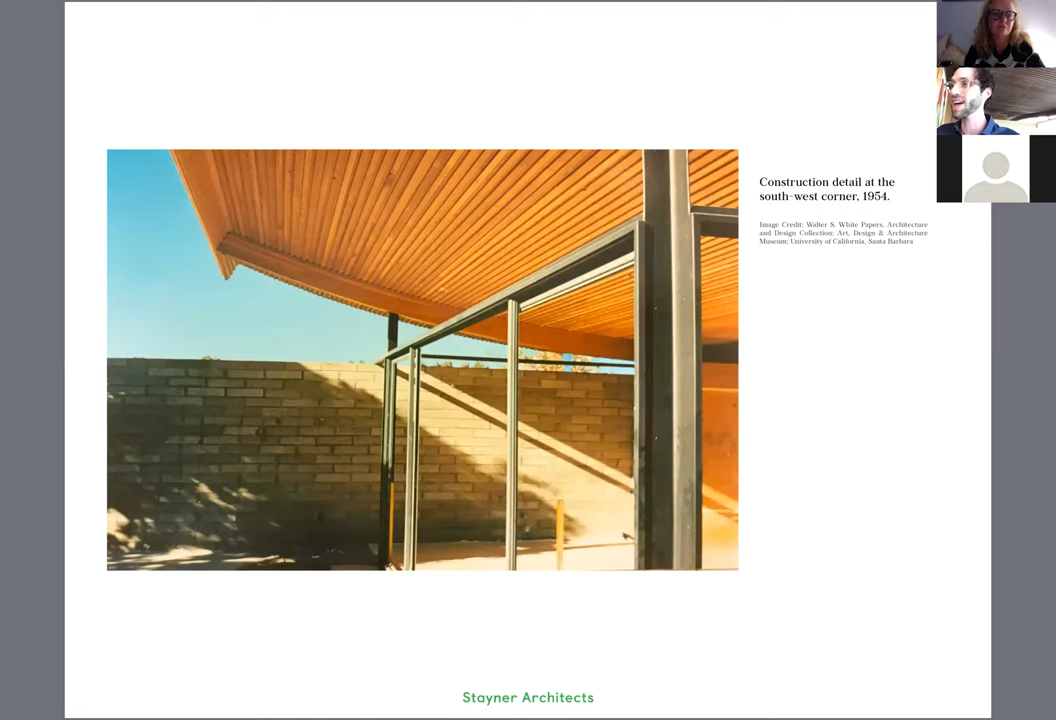 Construction detail at the
south-west corner, 1954.
Image Credit: Walter S. White Papers, Architecture
and Design Collection; Art, Design & Architecture
Museum; University of California, Santa Barbara
Stayner Architects